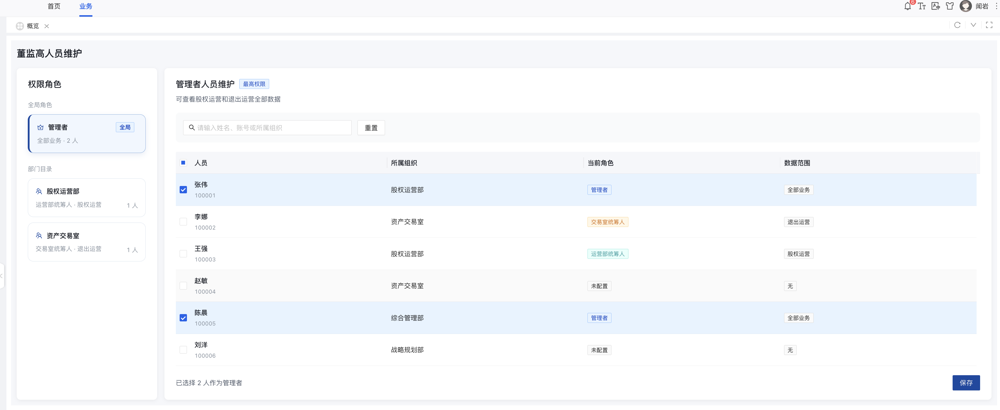 首页 业务 6 闻岩
概览
董监高人员维护
权限角色
全局角色
管理者 全局
全部业务 · 2 人
部门目录
股权运营部
运营部统筹人 · 股权运营 1 人
资产交易室
交易室统筹人 · 退出运营 1 人
管理者人员维护 最高权限
可查看股权运营和退出运营全部数据
请输入姓名、账号或所属组织 重置
人员 所属组织 当前角色 数据范围
张伟
100001 股权运营部 管理者 全部业务
李娜
100002 资产交易室 交易室统筹人 退出运营
王强
100003 股权运营部 运营部统筹人 股权运营
赵敏
100004 资产交易室 未配置 无
陈晨
100005 综合管理部 管理者 全部业务
刘洋
100006 战略规划部 未配置 无
已选择 2 人作为管理者 保存